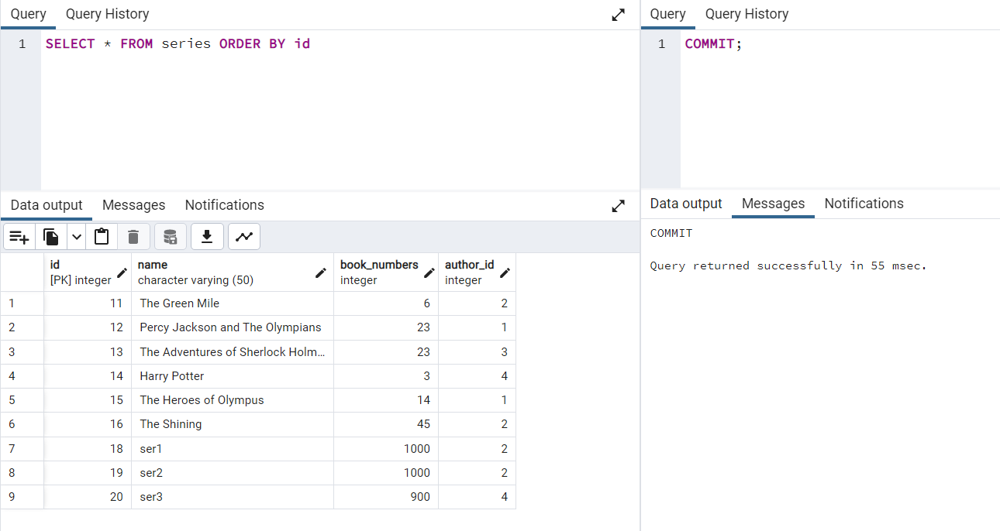 Query Query History
1 SELECT * FROM series ORDER BY id
Data output Messages Notifications
id name book_numbers author_id
[PK] integer character varying (50) integer integer
1 11 The Green Mile 6 2
2 12 Percy Jackson and The Olympians 23 1
3 13 The Adventures of Sherlock Holm... 23 3
4 14 Harry Potter 3 4
5 15 The Heroes of Olympus 14 1
6 16 The Shining 45 2
7 18 ser1 1000 2
8 19 ser2 1000 2
9 20 ser3 900 4
Query Query History
1 COMMIT;
Data output Messages Notifications
COMMIT
Query returned successfully in 55 msec.